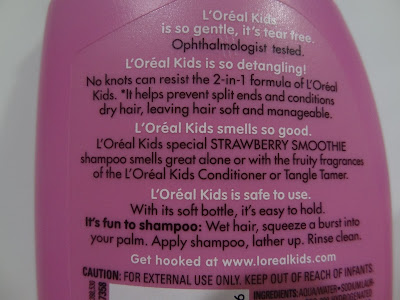 L'Oréal Kids
is so gentle, it's tear free.
Ophthalmologist tested.
L'Oréal Kids is so detangling!
No knots can resist the 2-in-1 formula of L'Oréal
Kids. *It helps prevent split ends and conditions
dry hair, leaving hair soft and manageable.
L'Oréal Kids smells so good.
L'Oréal Kids special STRAWBERRY SMOOTHIE
shampoo smells great alone or with the fruity fragrances
of the L'Oréal Kids Conditioner or Tangle Tamer.
L'Oréal Kids is safe to use.
With its soft bottle, it's easy to hold.
It's fun to shampoo: Wet hair, squeeze a burst into
your palm. Apply shampoo, lather up. Rinse clean.
Get hooked at www.lorealkids.com
CAUTION: FOR EXTERNAL USE ONLY. KEEP OUT OF REACH OF INFANTS.
INGREDIENTS: AQUA/WATER• SODIUM LAUR-